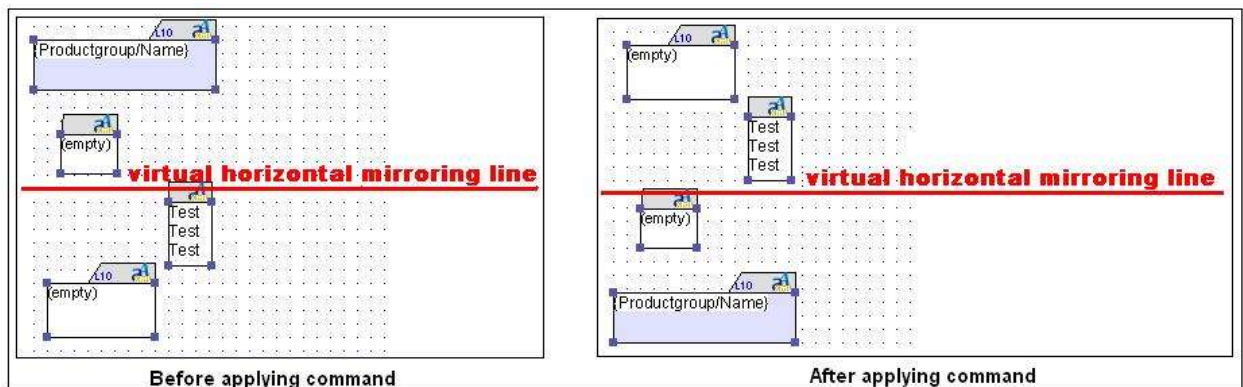 L10
{Productgroup/Name}
(empty)
virtual horizontal mirroring line
Test
Test
Test
L10
(empty)
Before applying command
L10
(empty)
Test
Test
Test
virtual horizontal mirroring line
(empty)
L10
{Productgroup/Name}
After applying command